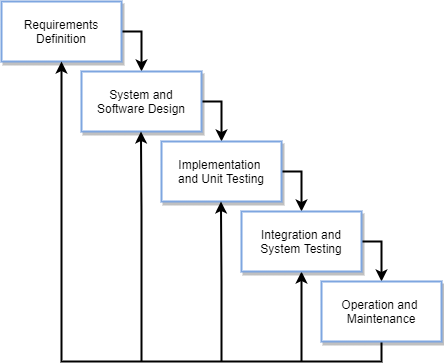 Requirements
Definition
System and
Software Design
Implementation
and Unit Testing
Integration and
System Testing
Operation and
Maintenance